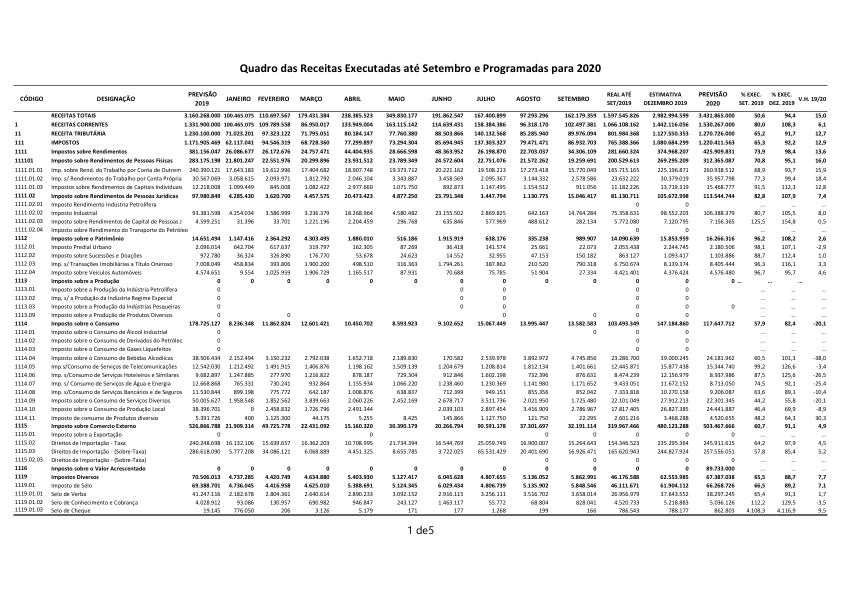 Quadro das Receitas Executadas até Setembro e Programadas para 2020
CÓDIGO DESIGNAÇÃO PREVISÃO 2019 JANEIRO FEVEREIRO MARÇO ABRIL MAIO JUNHO JULHO AGOSTO SETEMBRO REAL ATÉ SET/2019 ESTIMATIVA DEZEMBRO 2019 PREVISÃO 2020 % EXEC. SET. 2019 % EXEC. DEZ. 2019 V.H. 19/20
RECEITAS TOTAIS 3.160.268.000 100.465.075 110.697.567 179.431.384 238.385.523 349.830.177 191.862.547 167.400.899 97.293.296 162.179.359 1.597.545.826 2.982.994.599 3.431.865.000 50,6 94,4 15,0
1 RECEITAS CORRENTES 1.331.900.000 100.465.075 109.789.558 86.950.017 133.949.004 163.115.141 114.639.431 158.384.386 96.318.170 102.497.381 1.066.108.162 1.442.116.056 1.530.267.000 80,0 108,3 6,1
11 RECEITA TRIBUTÁRIA 1.230.100.000 71.023.201 97.323.122 71.795.051 80.184.147 77.760.380 88.503.866 140.132.568 85.285.940 89.976.094 801.984.368 1.127.550.353 1.270.726.000 65,2 91,7 12,7
111 IMPOSTOS 1.171.905.469 62.117.041 94.546.319 68.728.360 77.299.897 73.294.304 85.694.945 137.303.327 79.471.471 86.932.703 765.388.366 1.080.684.299 1.220.411.563 65,3 92,2 12,9
1111 Impostos sobre Rendimentos 381.156.047 26.086.677 26.172.676 24.757.471 44.404.935 28.666.598 48.363.952 26.198.870 22.703.037 34.306.109 281.660.324 374.968.207 425.909.831 73,9 98,4 13,6
111101 Imposto sobre Rendimentos de Pessoas Físicas 283.175.198 21.801.247 22.551.976 20.299.896 23.931.512 23.789.349 24.572.604 22.751.076 21.572.262 19.259.691 200.529.613 269.295.209 312.365.087 70,8 95,1 16,0
1111.01.01 Imp. sobre Rend. do Trabalho por Conta de Outrem 240.390.121 17.643.183 19.612.996 17.404.682 18.907.748 19.373.712 20.221.162 19.508.213 17.273.418 15.770.049 165.715.165 225.196.871 260.938.512 68,9 93,7 15,9
1111.01.02 Imp. s/ Rendimentos do Trabalho por Conta Própria 30.567.069 3.058.615 2.093.971 1.812.792 2.046.104 3.343.887 3.458.569 2.095.367 3.144.332 2.578.586 23.632.222 30.379.019 35.957.798 77,3 99,4 18,4
1111.01.03 Impostos sobre Rendimentos de Capitais Individuais 12.218.008 1.099.449 845.008 1.082.422 2.977.660 1.071.750 892.873 1.147.495 1.154.512 911.056 11.182.226 13.719.319 15.468.777 91,5 112,3 12,8
1111.02 Imposto sobre Rendimentos de Pessoas Jurídicas 97.980.849 4.285.430 3.620.700 4.457.575 20.473.423 4.877.250 23.791.348 3.447.794 1.130.775 15.046.417 81.130.711 105.672.998 113.544.744 82,8 107,9 7,4
1111.02.01 Imposto Rendimento Indústria Petrolífera 0 0 ... ... ...
1111.02.02 Imposto Industrial 93.381.598 4.254.034 3.586.999 3.236.379 18.268.964 4.580.482 23.155.502 2.869.825 642.163 14.764.284 75.358.631 98.552.203 106.388.379 80,7 105,5 8,0
1111.02.03 Imposto sobre Rendimentos de Capital de Pessoas J 4.599.251 31.396 33.701 1.221.196 2.204.459 296.768 635.846 577.969 488.612 282.134 5.772.080 7.120.795 7.156.365 125,5 154,8 0,5
1111.02.04 Imposto sobre Rendimento do Transporte do Petróleo 0 0 ... ... ...
1112 Imposto sobre o Património 14.651.494 1.147.416 2.364.292 4.303.495 1.880.010 516.186 1.915.919 638.176 335.238 989.907 14.090.639 15.853.959 16.266.316 96,2 108,2 2,6
1112.01 Imposto Predial Urbano 2.096.014 642.704 617.637 319.797 162.305 87.269 36.418 141.574 25.661 22.073 2.055.438 2.244.745 2.180.506 98,1 107,1 -2,9
1112.02 Imposto sobre Sucessões e Doações 972.780 36.324 326.890 176.770 53.678 24.623 14.552 32.955 47.153 150.182 863.127 1.093.417 1.103.886 88,7 112,4 1,0
1112.03 Imp. s/ Transações Imobiliárias a Título Oneroso 7.008.049 458.834 393.806 1.900.200 498.510 316.363 1.794.261 387.862 210.520 790.318 6.750.674 8.139.374 8.405.444 96,3 116,1 3,3
1112.04 Imposto sobre Veículos Automóveis 4.574.651 9.554 1.025.959 1.906.729 1.165.517 87.931 70.688 75.785 51.904 27.334 4.421.401 4.376.424 4.576.480 96,7 95,7 4,6
1113 Imposto sobre a Produção 0 0 0 0 0 0 0 0 0 0 0 0 0 ... ... ...
1113.01 Imposto sobre a Produção da Indústria Petrolífera 0 0 0 0 ... ... ...
1113.02 Imp, s/ a Produção da Indústria Regime Especial 0 0 0 0 ... ... ...
1113.03 Imposto sobre a Produção da Indústrias Pesqueiras 0 0 0 0 0 ... ... ...
1113.09 Imposto sobre a Produção de Produtos Diversos 0 0 0 0 0 ... ... ...
1114 Imposto sobre o Consumo 178.725.127 8.236.348 11.862.824 12.601.421 10.450.702 8.593.923 9.102.652 15.067.449 13.995.447 13.582.583 103.493.349 147.184.860 117.647.712 57,9 82,4 -20,1
1114.01 Imposto sobre o Consumo de Álcool Industrial 0 0 ... ... ...
1114.02 Imposto sobre o Consumo de Derivados do Petróleo 0 0 ... ... ...
1114.03 Imposto sobre o Consumo de Gases Liquefeitos 0 0 ... ... ...
1114.04 Imp. sobre o Consumo de Bebidas Alcoólicas 38.506.434 2.152.494 3.150.232 2.792.038 1.652.718 2.189.830 170.582 2.539.978 3.892.972 4.745.856 23.286.700 39.000.245 24.181.962 60,5 101,3 -38,0
1114.05 Imp s/Consumo de Serviços de Telecomunicações 12.542.030 1.212.412 1.491.915 1.406.876 1.198.162 1.509.139 1.204.679 1.208.814 1.812.134 1.401.661 12.445.871 15.877.438 15.340.744 99,2 126,6 -3,4
1114.06 Imp. s/Consumo de Serviços Hoteleiros e Similares 9.682.897 1.247.885 277.970 1.216.822 878.187 729.304 912.846 1.602.198 732.396 876.616 8.474.239 12.156.979 8.936.937 87,5 125,6 -26,5
1114.07 Imp. s/ Consumo de Serviços de Água e Energia 12.668.868 765.331 730.241 932.864 1.155.934 1.066.220 1.238.460 1.230.369 1.141.980 1.171.652 9.433.051 11.672.152 8.713.050 74,5 92,1 -25,4
1114.08 Imp s/ Consumo de Serviços Bancários e de Seguros 11.530.844 899.198 775.772 642.187 1.008.876 638.837 712.399 949.151 855.356 852.042 7.333.818 10.270.158 9.206.087 63,6 89,1 -10,4
1114.09 Imposto sobre o Consumo de Serviços Diversos 50.005.627 1.958.548 1.352.562 3.839.663 2.060.226 2.452.669 2.678.717 3.511.736 2.021.950 1.725.480 22.101.049 27.912.213 22.301.347 44,2 55,8 -20,1
1114.10 Imposto sobre o Consumo de Produção Local 38.396.701 0 2.458.832 1.726.796 2.491.344 2.039.103 2.897.454 3.416.909 2.786.967 17.817.405 26.827.385 24.441.887 46,4 69,9 -8,9
1114.11 Imposto de consumo de Produtos diversos 5.391.726 400 1.125.300 44.175 5.255 8.425 145.866 1.127.750 121.750 22.295 2.601.216 3.468.288 4.520.655 48,2 64,3 30,3
1115 Imposto sobre Comercio Externo 526.866.788 21.909.314 49.725.778 22.431.092 15.160.320 30.390.179 20.266.794 90.591.178 37.301.697 32.191.114 319.967.466 480.123.288 503.467.666 60,7 91,1 4,9
1115.01 Imposto sobre a Exportação 0 0 0 0 ... ... ...
1115.02 Direitos de Importação - Taxa 240.248.698 16.132.106 15.639.657 16.362.203 10.708.995 21.734.394 16.544.769 25.059.749 16.900.007 15.264.643 154.346.523 235.295.364 245.911.615 64,2 97,9 4,5
1115.03 Direitos de Importação - (Sobre-Taxa) 286.618.090 5.777.208 34.086.121 6.068.889 4.451.325 8.655.785 3.722.025 65.531.429 20.401.690 16.926.471 165.620.943 244.827.924 257.556.051 57,8 85,4 5,2
1115.02.03. Direitos de Importação - (Sobre-Taxa) 0 0 0 0 ... ... ...
1116 Imposto sobre o Valor Acrescentado 0 0 0 0 0 0 0 0 0 0 0 0 89.733.000 ... ... ...
1119 Impostos Diversos 70.506.013 4.737.285 4.420.749 4.634.880 5.403.930 5.127.417 6.045.628 4.807.655 5.136.052 5.862.991 46.176.588 62.553.985 67.387.038 65,5 88,7 7,7
1119.01 Imposto de Selo 69.388.701 4.736.045 4.416.958 4.625.010 5.388.691 5.124.345 6.029.434 4.806.739 5.135.902 5.848.546 46.111.671 61.904.112 66.268.726 66,5 89,2 7,1
1119.01.01 Selo de Verba 41.247.116 2.182.678 2.804.361 2.640.614 2.890.233 3.092.152 2.916.115 3.256.111 3.516.702 3.658.014 26.956.979 37.643.552 38.297.245 65,4 91,3 1,7
1119.01.02 Selo de Conhecimento e Cobrança 4.028.912 93.086 130.957 690.982 946.847 243.127 1.463.117 55.772 68.804 828.041 4.520.733 5.218.883 5.036.126 112,2 129,5 -3,5
1119.01.03 Selo de Cheque 19.145 776.050 206 3.126 5.179 171 177 1.268 199 166 786.543 788.177 862.803 4.108,3 4.116,9 9,5
1 de5